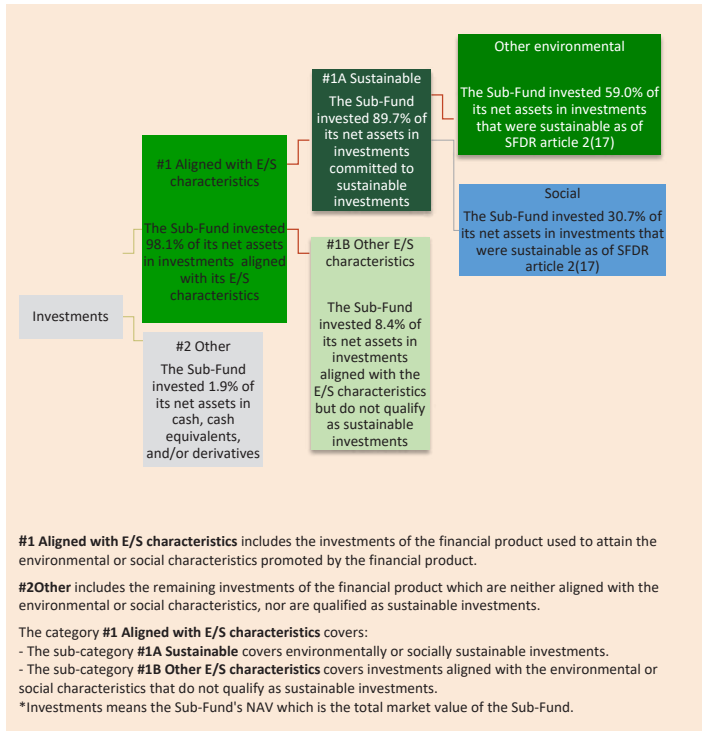 Investments
#1 Aligned with E/S
characteristics
The Sub-Fund invested
98.1% of its net assets
in investments aligned
with its E/S
characteristics
#2 Other
The Sub-Fund
invested 1.9% of
its net assets in
cash, cash
equivalents,
and/or derivatives
#1A Sustainable
The Sub-Fund
invested 89.7% of
its net assets in
investments
committed to
sustainable
investments
#1B Other E/S
characteristics
The Sub-Fund
invested 8.4% of
its net assets in
investments
aligned with the
E/S characteristics
but do not qualify
as sustainable
investments
Other environmental
The Sub-Fund invested 59.0% of
its net assets in investments
that were sustainable as of
SFDR article 2(17)
Social
The Sub-Fund invested 30.7% of
its net assets in investments that
were sustainable as of SFDR
article 2(17)
#1 Aligned with E/S characteristics includes the investments of the financial product used to attain the
environmental or social characteristics promoted by the financial product.
#2Other includes the remaining investments of the financial product which are neither aligned with the
environmental or social characteristics, nor are qualified as sustainable investments.
The category #1 Aligned with E/S characteristics covers:
- The sub-category #1A Sustainable covers environmentally or socially sustainable investments.
- The sub-category #1B Other E/S characteristics covers investments aligned with the environmental or
social characteristics that do not qualify as sustainable investments.
*Investments means the Sub-Fund's NAV which is the total market value of the Sub-Fund.